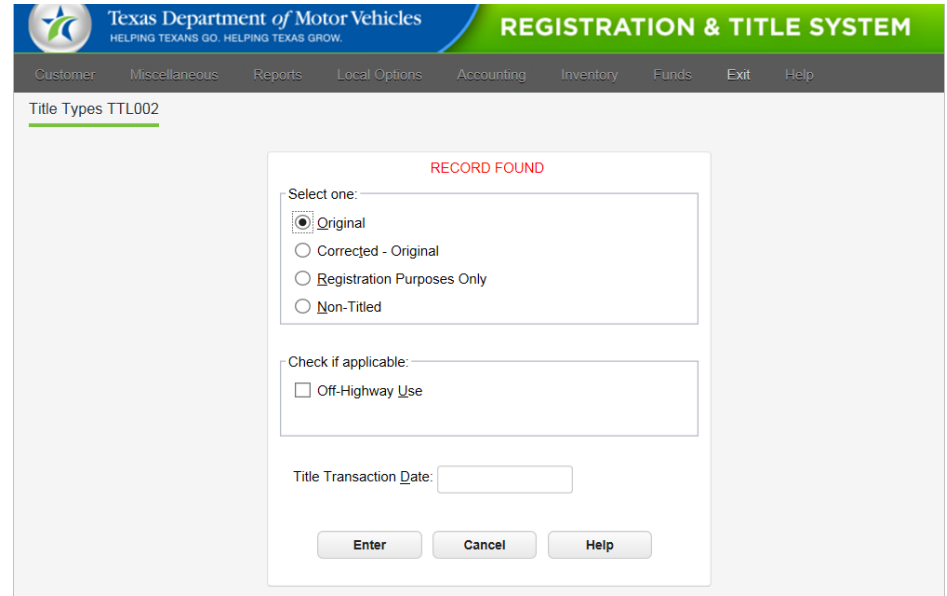 Texas Department of Motor Vehicles
HELPING TEXANS GO. HELPING TEXAS GROW.
REGISTRATION & TITLE SYSTEM
Customer Miscellaneous Reports Local Options Accounting Inventory Funds Exit Help
Title Types TTL002
RECORD FOUND
Select one:
Original
Corrected - Original
Registration Purposes Only
Non-Titled
Check if applicable:
Off-Highway Use
Title Transaction Date:
Enter Cancel Help